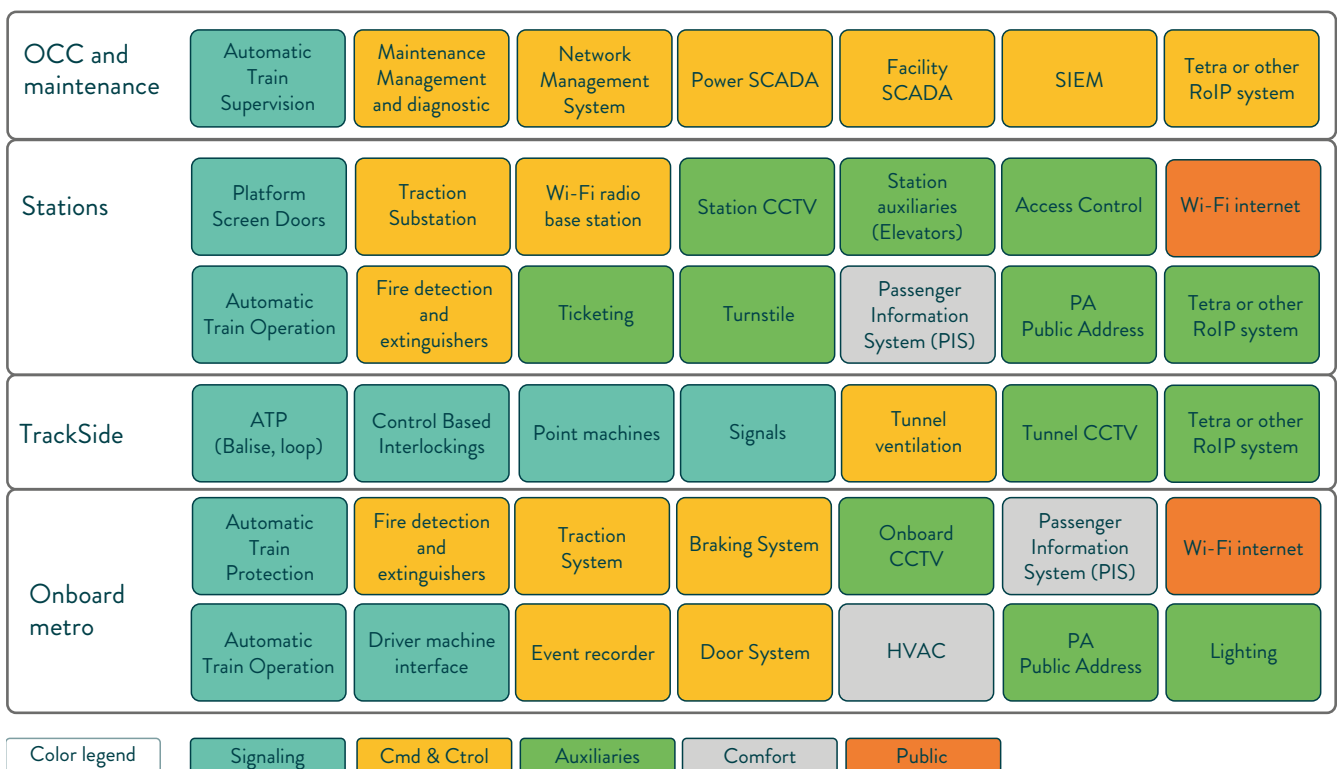 OCC and
maintenance
Automatic
Train
Supervision
Maintenance
Management
and diagnostic
Network
Management
System
Power SCADA
Facility
SCADA
SIEM
Tetra or other
RoIP system
Stations
Platform
Screen Doors
Traction
Substation
Wi-Fi radio
base station
Station CCTV
Station
auxiliaries
(Elevators)
Access Control
Wi-Fi internet
Automatic
Train Operation
Fire detection
and
extinguishers
Ticketing
Turnstile
Passenger
Information
System (PIS)
PA
Public Address
Tetra or other
RoIP system
TrackSide
ATP
(Balise, loop)
Control Based
Interlockings
Point machines
Signals
Tunnel
ventilation
Tunnel CCTV
Tetra or other
RoIP system
Onboard
metro
Automatic
Train
Protection
Fire detection
and
extinguishers
Traction
System
Braking System
Onboard
CCTV
Passenger
Information
System (PIS)
Wi-Fi internet
Automatic
Train Operation
Driver machine
interface
Event recorder
Door System
HVAC
PA
Public Address
Lighting
Color legend
Signaling
Cmd & Ctrol
Auxiliaries
Comfort
Public